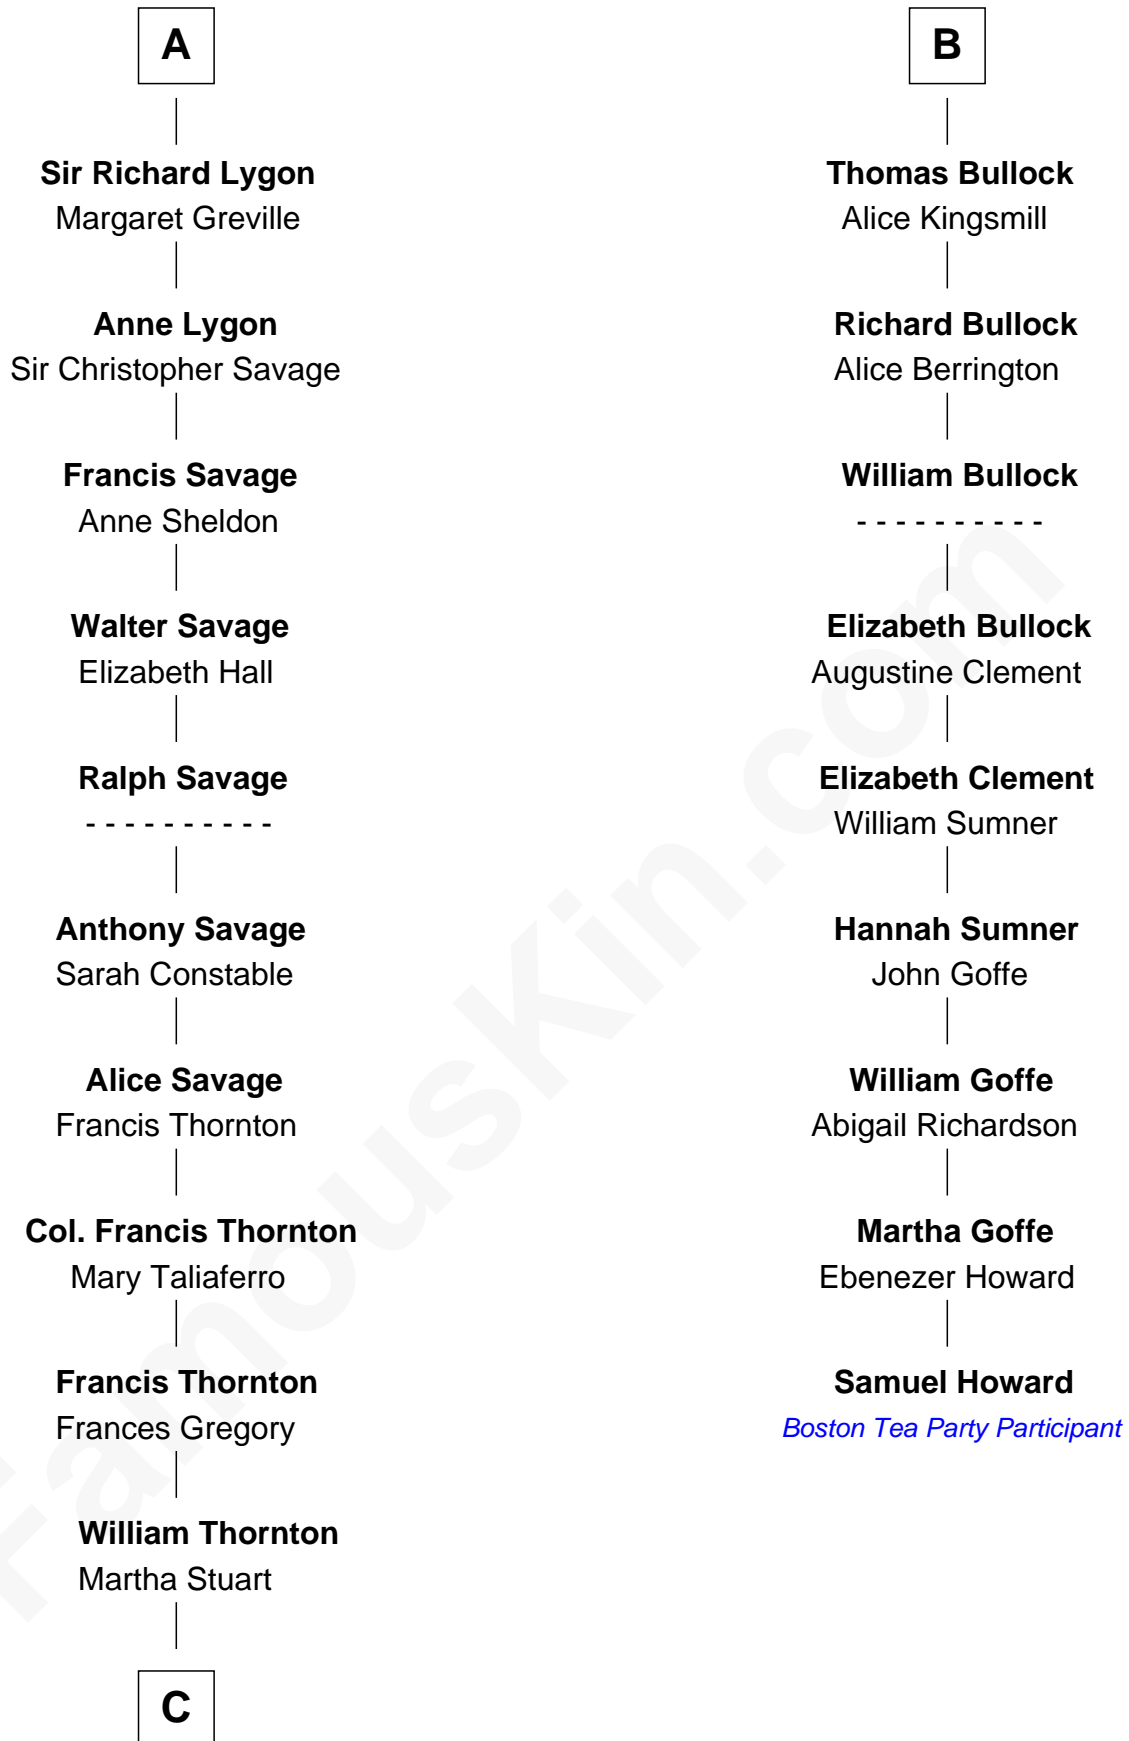 A
Sir Richard Lygon
Margaret Greville
Anne Lygon
Sir Christopher Savage
Francis Savage
Anne Sheldon
Walter Savage
Elizabeth Hall
Ralph Savage
- - - - - - - - - -
Anthony Savage
Sarah Constable
Alice Savage
Francis Thornton
Col. Francis Thornton
Mary Taliaferro
Francis Thornton
Frances Gregory
William Thornton
Martha Stuart
C
B
Thomas Bullock
Alice Kingsmill
Richard Bullock
Alice Berrington
William Bullock
- - - - - - - - - -
Elizabeth Bullock
Augustine Clement
Elizabeth Clement
William Sumner
Hannah Sumner
John Goffe
William Goffe
Abigail Richardson
Martha Goffe
Ebenezer Howard
Samuel Howard
Boston Tea Party Participant
FamousKin.com